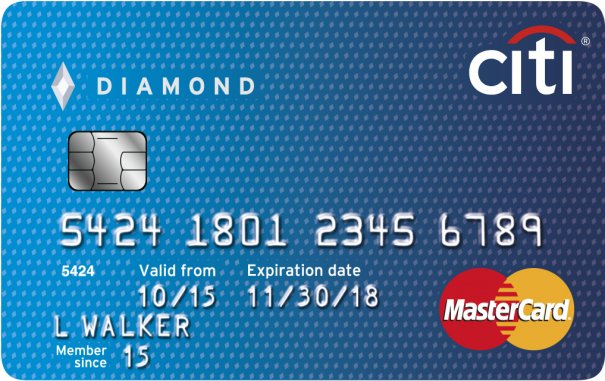 DIAMOND
citi®
5424 1801 2345 6789
5424 Valid from Expiration date
10/15 11/30/18
L WALKER
MasterCard
Member since 15